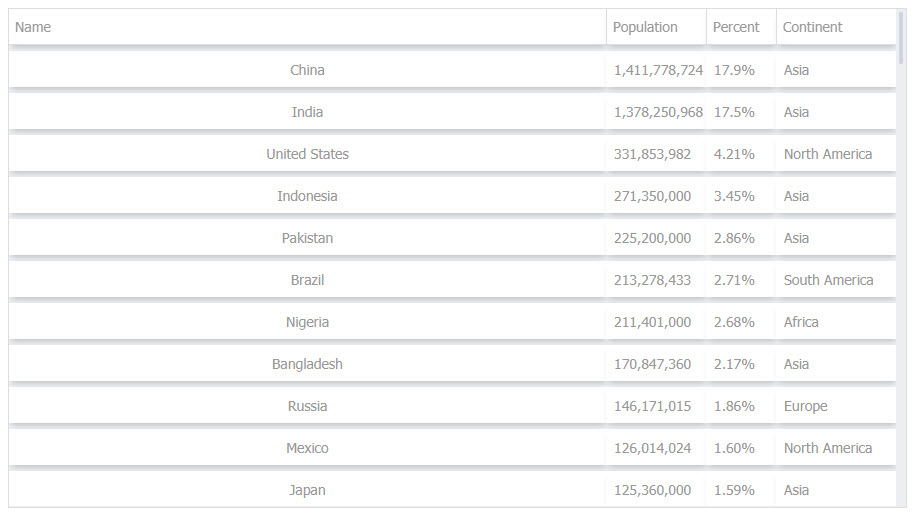 Name Population Percent Continent
China 1,411,778,724 17.9% Asia
India 1,378,250,968 17.5% Asia
United States 331,853,982 4.21% North America
Indonesia 271,350,000 3.45% Asia
Pakistan 225,200,000 2.86% Asia
Brazil 213,278,433 2.71% South America
Nigeria 211,401,000 2.68% Africa
Bangladesh 170,847,360 2.17% Asia
Russia 146,171,015 1.86% Europe
Mexico 126,014,024 1.60% North America
Japan 125,360,000 1.59% Asia